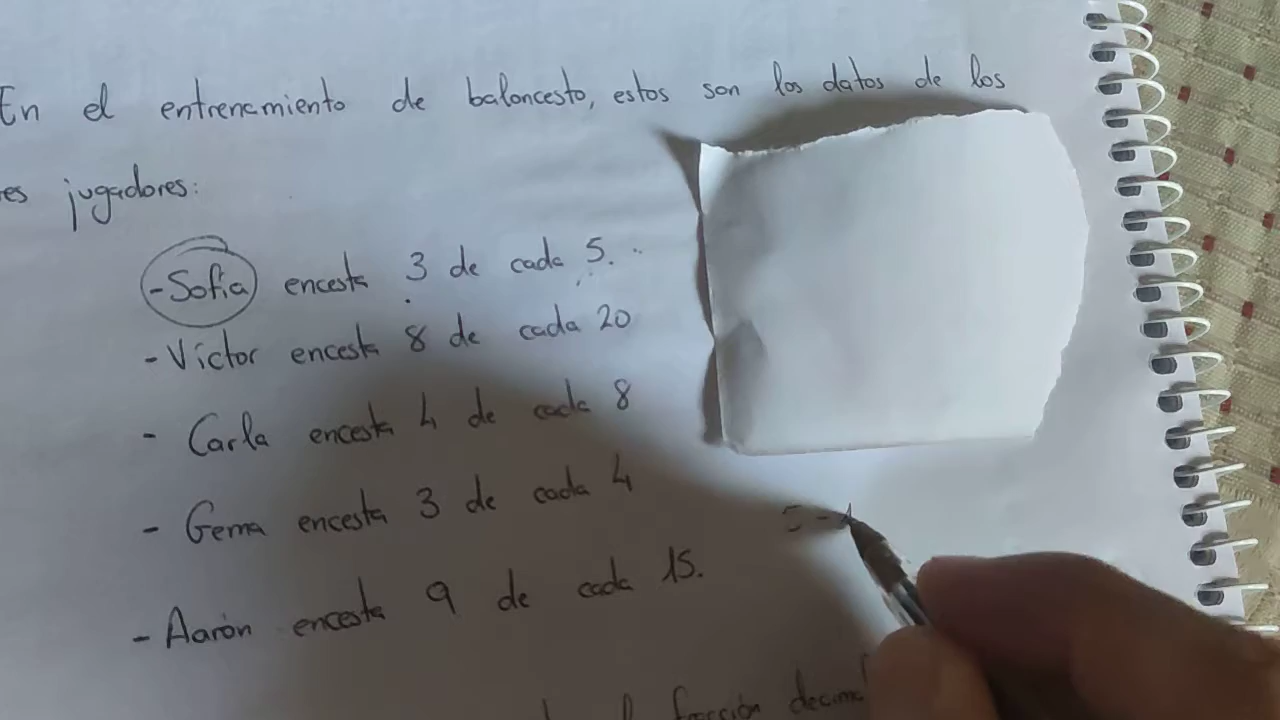 En el entrenamiento de baloncesto, estos son los datos de los
jugadores:
-Sofía encesta 3 de cada 5.
- Víctor encesta 8 de cada 20
- Carla encesta 4 de cada 8
- Gema encesta 3 de cada 4
- Aarón encesta 9 de cada 15.
fracción